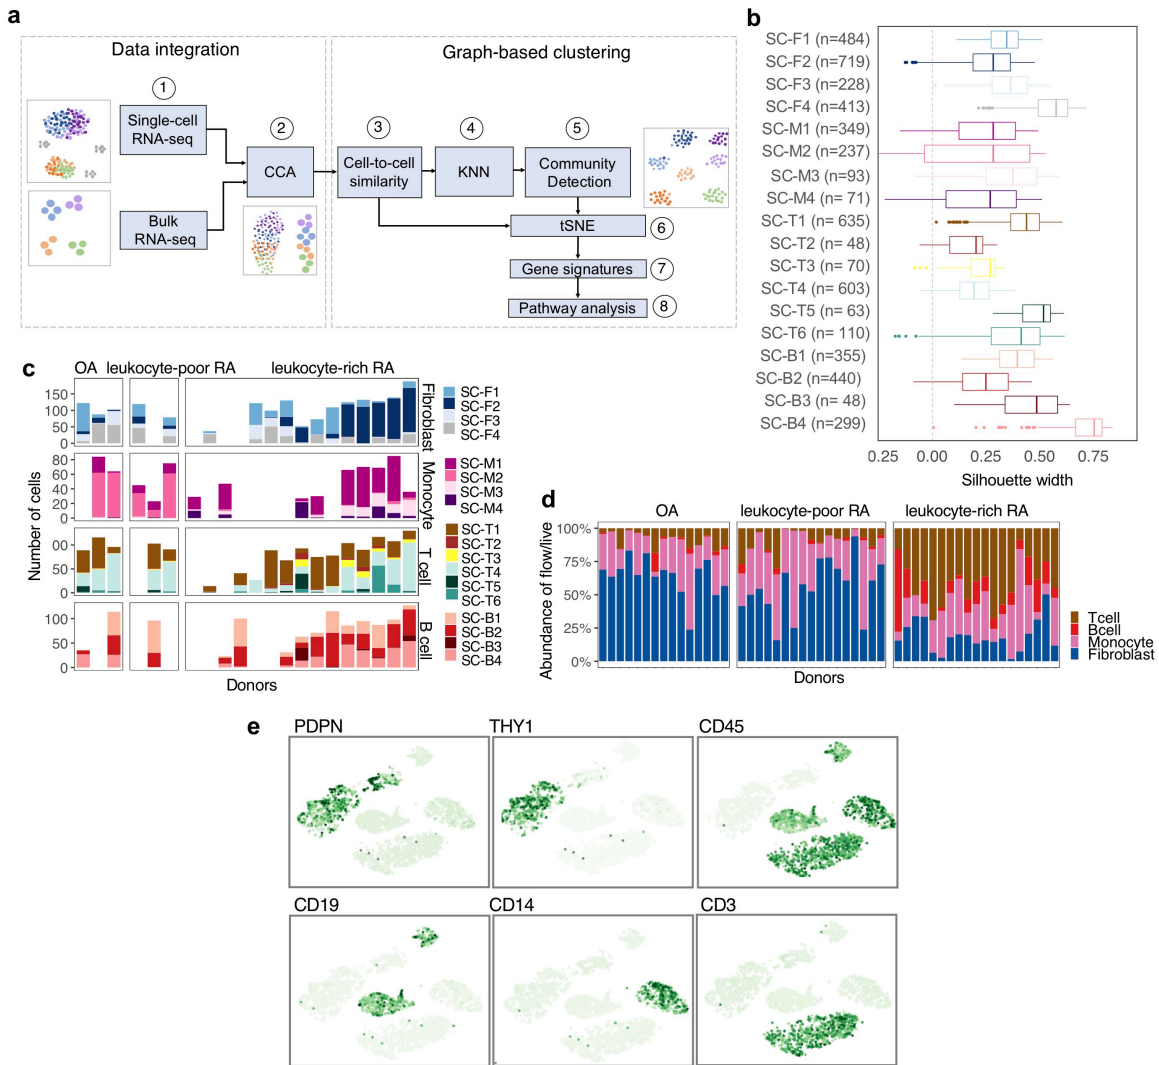 a
Data integration
Graph-based clustering
1
2
3
4
5
Single-cell
RNA-seq
CCA
Cell-to-cell
similarity
KNN
Community
Detection
Bulk
RNA-seq
tSNE
6
Gene signatures
7
Pathway analysis
8
b
SC-F1 (n=484)
SC-F2 (n=719)
SC-F3 (n=228)
SC-F4 (n=413)
SC-M1 (n=349)
SC-M2 (n=237)
SC-M3 (n=93)
SC-M4 (n= 71)
SC-T1 (n= 635)
SC-T2 (n= 48)
SC-T3 (n= 70)
SC-T4 (n= 603)
SC-T5 (n= 63)
SC-T6 (n= 110)
SC-B1 (n=355)
SC-B2 (n=440)
SC-B3 (n= 48)
SC-B4 (n=299)
0.25
0.00
0.25
0.50
0.75
Silhouette width
c
OA
leukocyte-poor RA
leukocyte-rich RA
Number of cells
150
100
50
0
Fibroblast
SC-F1
SC-F2
SC-F3
SC-F4
80
60
40
20
0
Monocyte
SC-M1
SC-M2
SC-M3
SC-M4
00
50
0
T cell
SC-T1
SC-T2
SC-T3
SC-T4
SC-T5
SC-T6
100
50
0
B cell
SC-B1
SC-B2
SC-B3
SC-B4
Donors
d
OA
leukocyte-poor RA
leukocyte-rich RA
Abundance of flow/live
100%
75%
50%
25%
0%
Donors
Tcell
Bcell
Monocyte
Fibroblast
e
PDPN
THY1
CD45
CD19
CD14
CD3